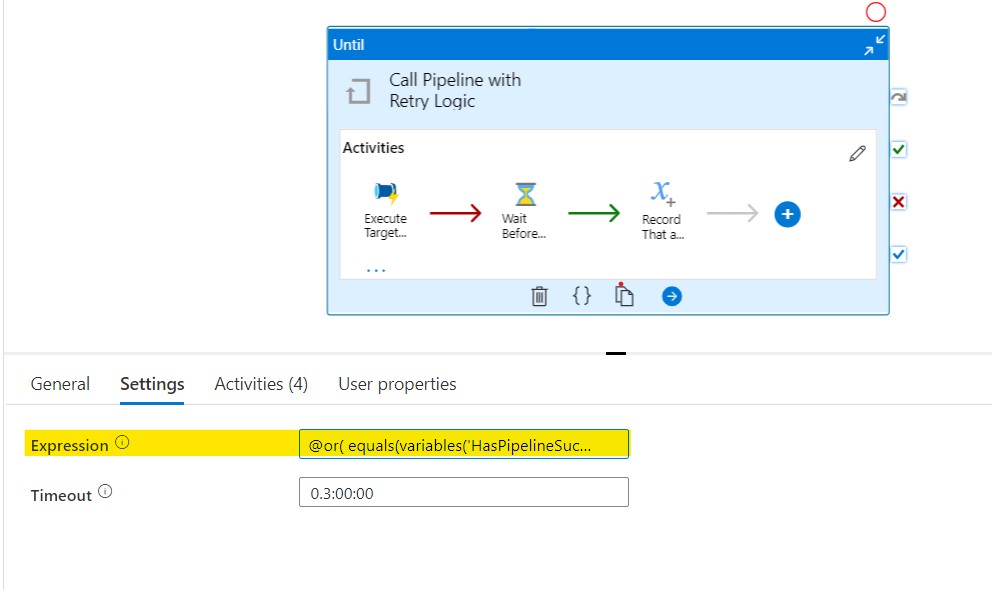 Until
Call Pipeline with
Retry Logic
Activities
Execute
Target...
Wait
Before...
Record
That a...
...
General Settings Activities (4) User properties
Expression @or( equals(variables('HasPipelineSuc...
Timeout 0.3:00:00